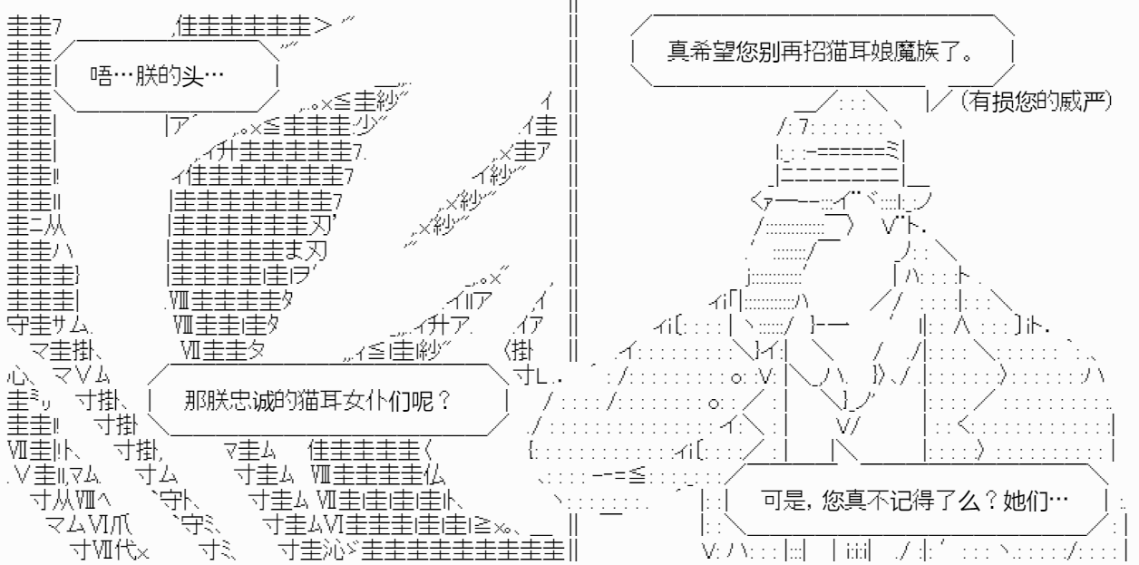 唔…朕的头…
那朕忠诚的猫耳女仆们呢？
真希望您别再招猫耳娘魔族了。
（有损您的威严）
可是，您真不记得了么？她们…